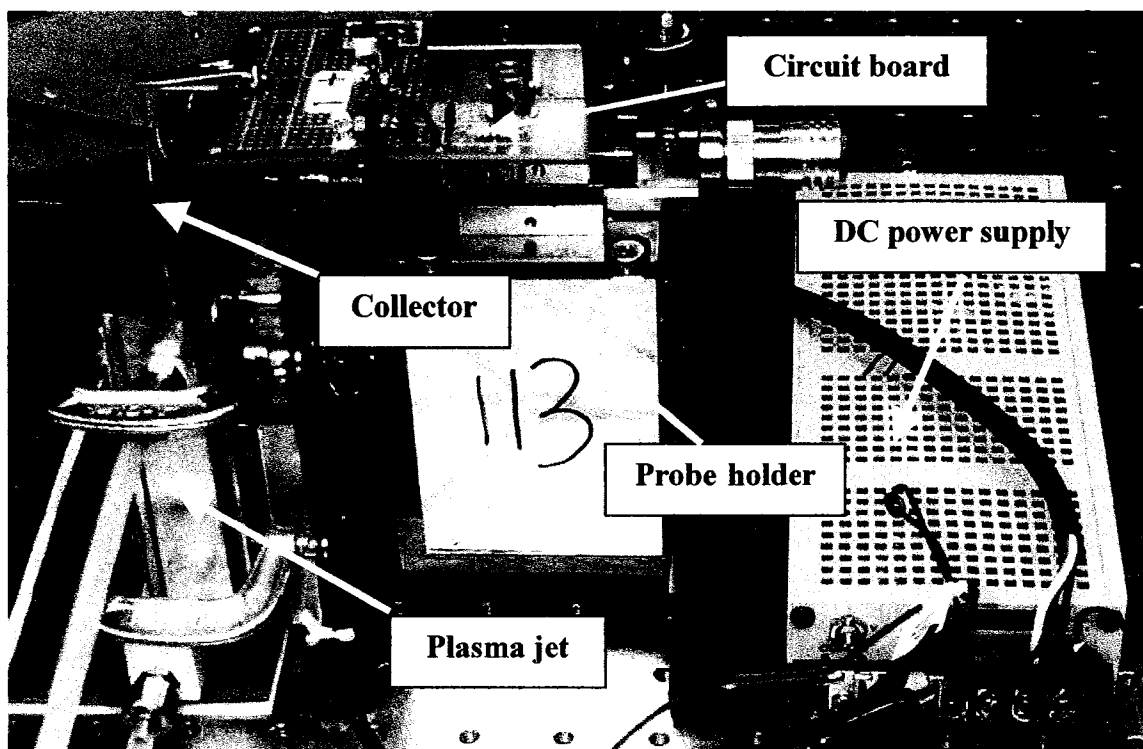 Circuit board
DC power supply
Collector
113
Probe holder
Plasma jet